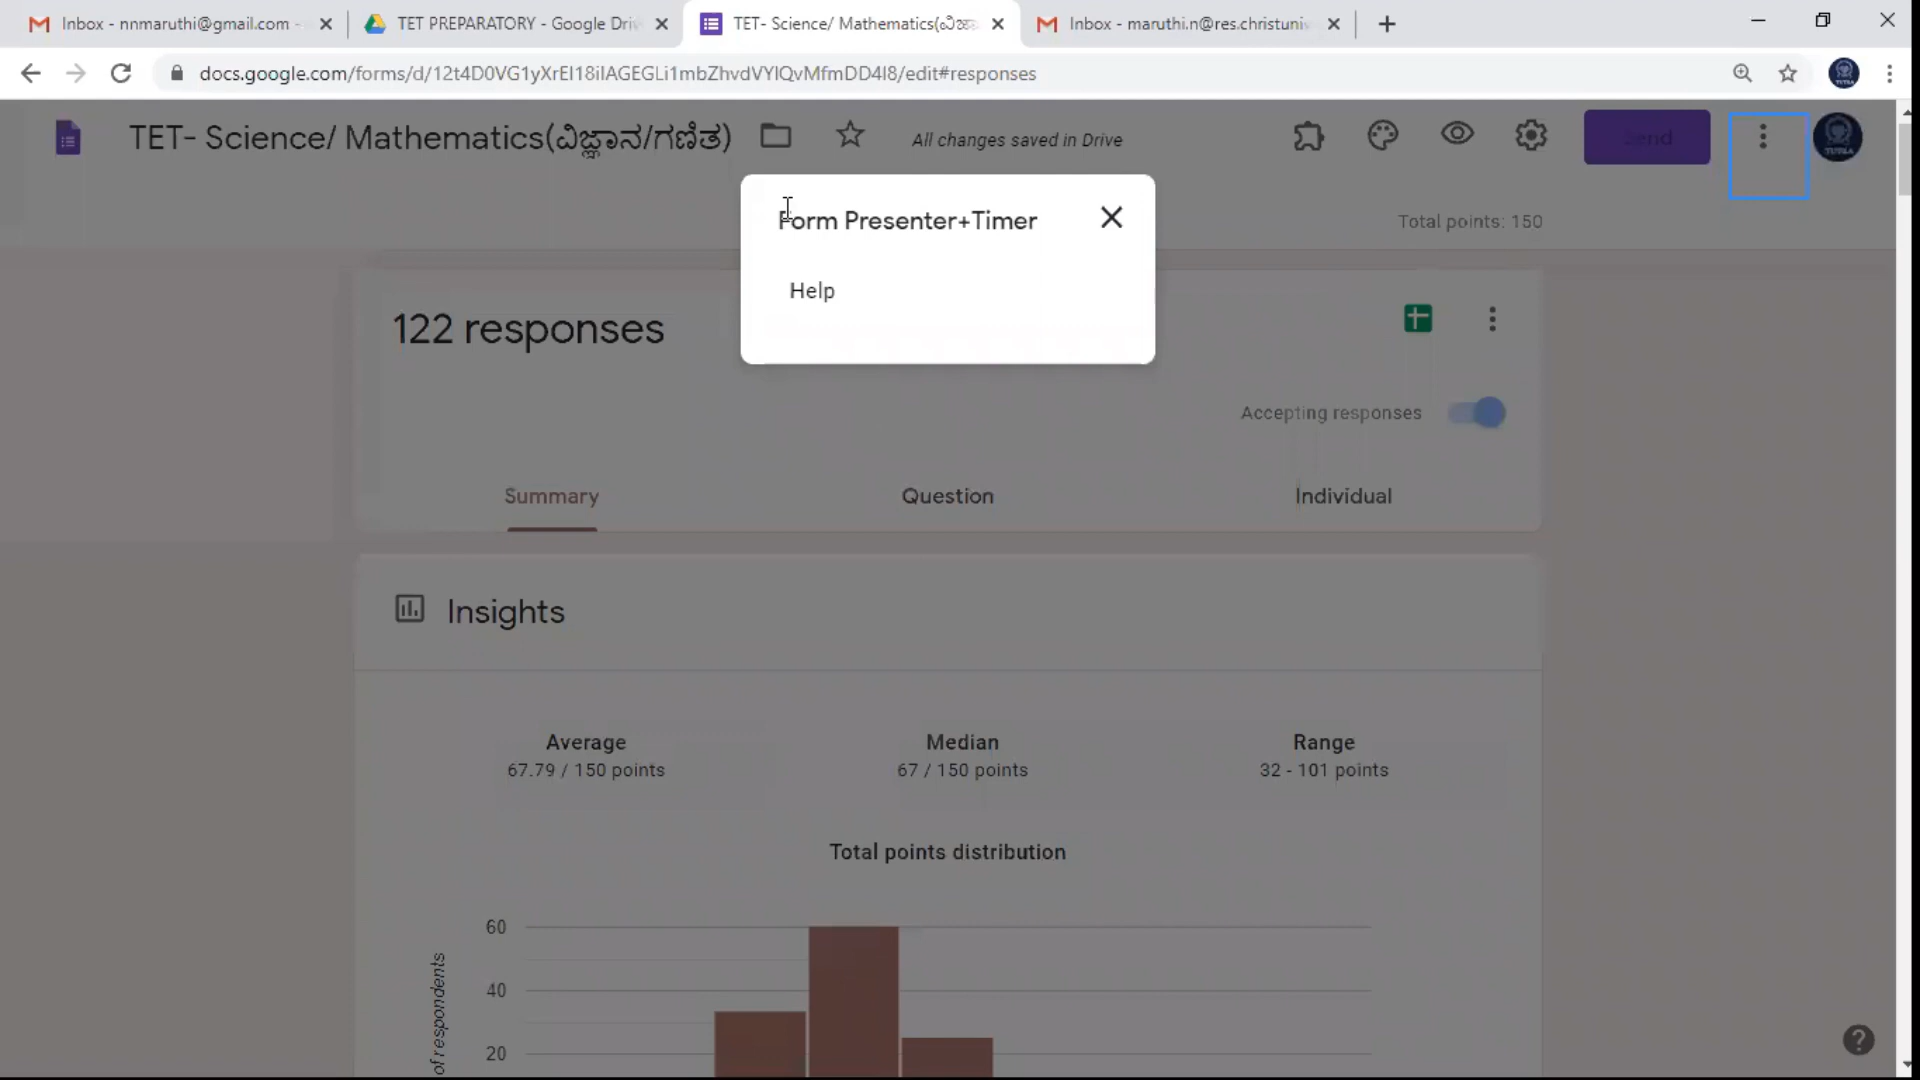 Inbox - nnmaruthi@gmail.com -
TET PREPARATORY - Google Driv
TET- Science/ Mathematics(ವಿಜ್ಞಾನ
Inbox - maruthi.n@res.christuni
docs.google.com/forms/d/12t4D0VG1yXrEI18iIAGEGLi1mbZhvdVYIQvMfmDD4I8/edit#responses
TET- Science/ Mathematics(ವಿಜ್ಞಾನ/ಗಣಿತ)
All changes saved in Drive
Send
Form Presenter+Timer
Total points: 150
Help
122 responses
Accepting responses
Summary
Question
Individual
Insights
Average
Median
Range
67.79 / 150 points
67 / 150 points
32 - 101 points
Total points distribution
60
40
20
of respondents